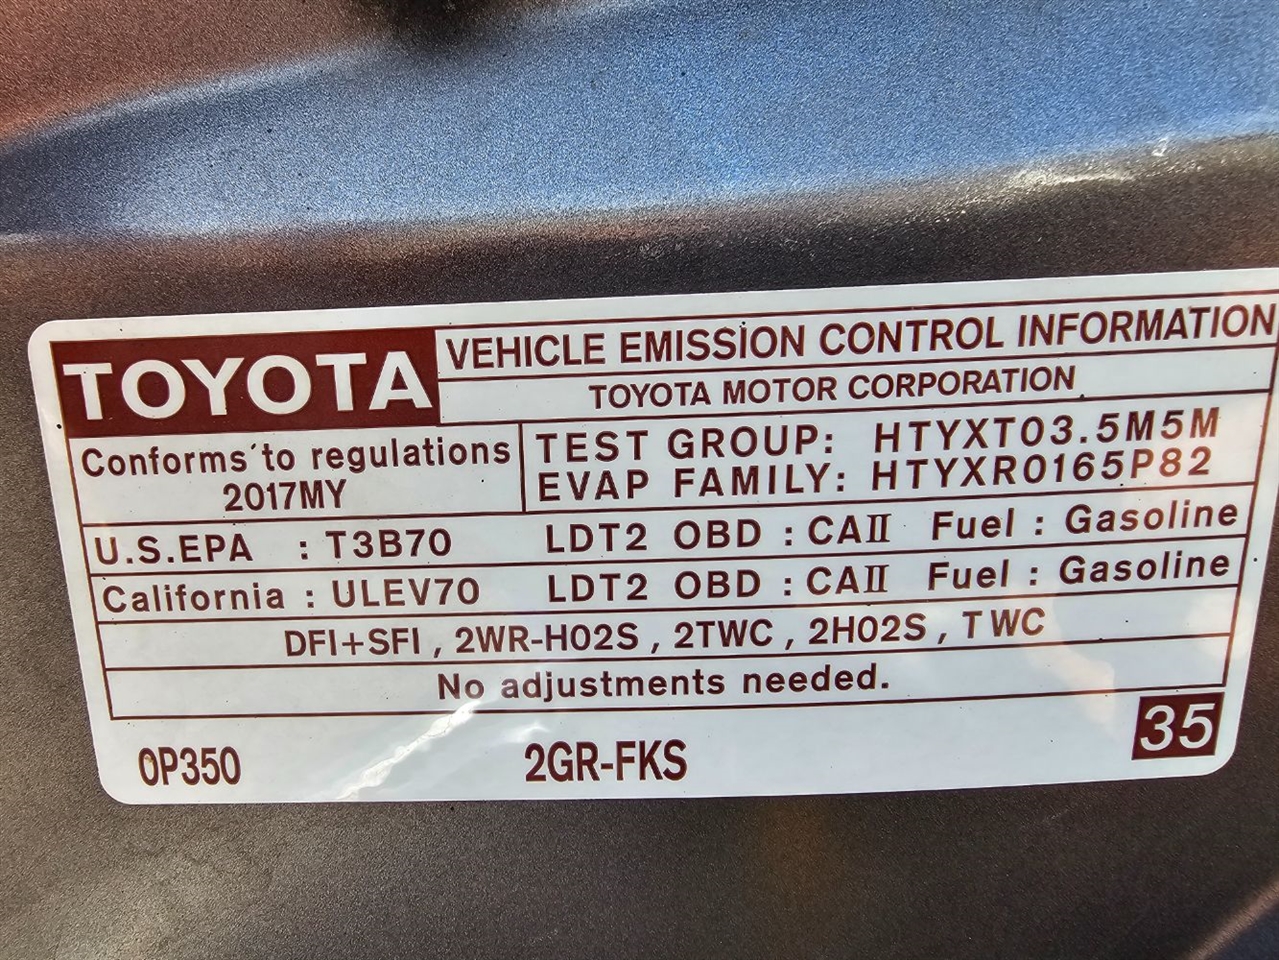 TOYOTA
VEHICLE EMISSION CONTROL INFORMATION
TOYOTA MOTOR CORPORATION
Conforms to regulations
2017MY
TEST GROUP: HTYXT03.5M5M
EVAP FAMILY: HTYXR0165P82
U.S.EPA : T3B70 LDT2 OBD : CAII Fuel : Gasoline
California : ULEV70 LDT2 OBD : CAII Fuel : Gasoline
DFI+SFI , 2WR-HO2S , 2TWC , 2HO2S , TWC
No adjustments needed.
0P350 2GR-FKS 35